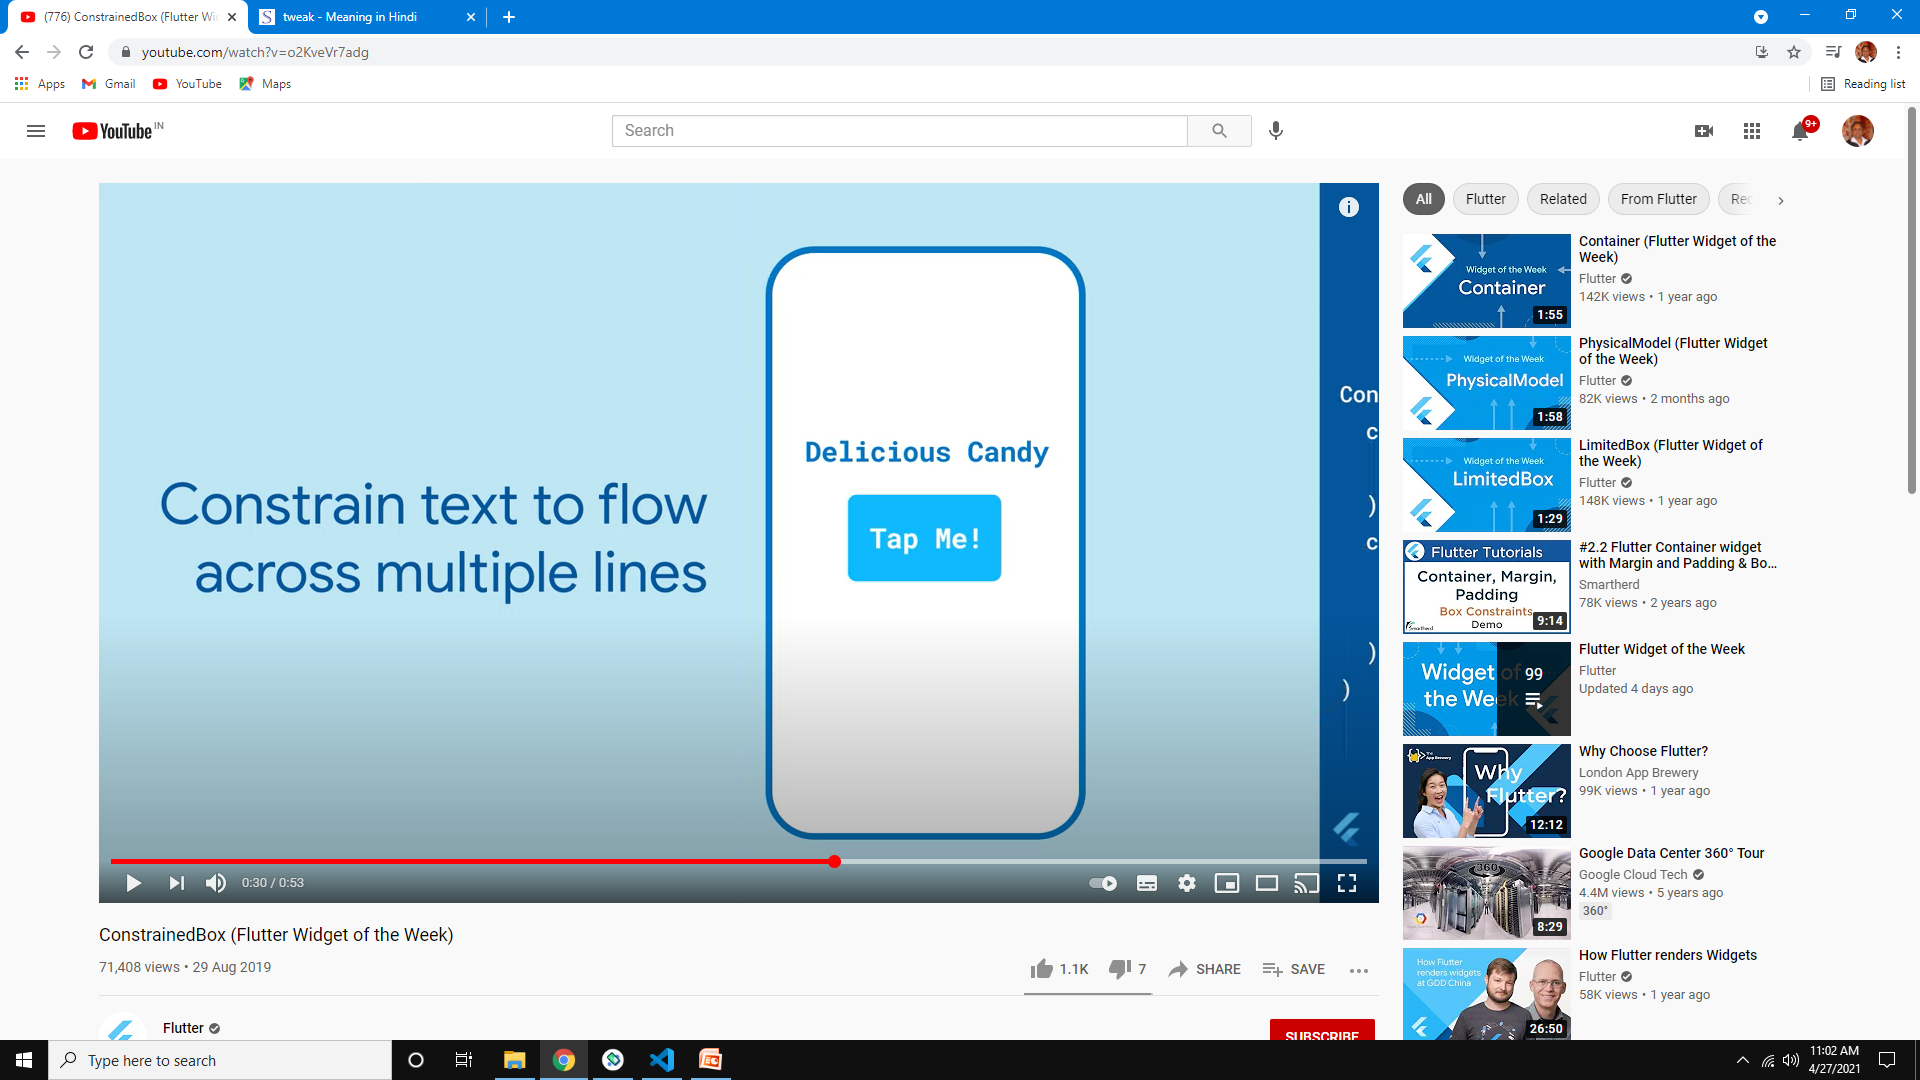 (776) ConstrainedBox (Flutter Wi
tweak - Meaning in Hindi
youtube.com/watch?v=o2KveVr7adg
Apps
Gmail
YouTube
Maps
Reading list
YouTube IN
Search
9+
Constrain text to flow
across multiple lines
Delicious Candy
Tap Me!
Con
c
)
c
)
)
0:30 / 0:53
ConstrainedBox (Flutter Widget of the Week)
71,408 views • 29 Aug 2019
1.1K
7
SHARE
SAVE
Flutter
SUBSCRIBE
All
Flutter
Related
From Flutter
Rec
Widget of the Week
Container
1:55
Container (Flutter Widget of the
Week)
Flutter
142K views • 1 year ago
Widget of the Week
PhysicalModel
1:58
PhysicalModel (Flutter Widget
of the Week)
Flutter
82K views • 2 months ago
Widget of the Week
LimitedBox
1:29
LimitedBox (Flutter Widget of
the Week)
Flutter
148K views • 1 year ago
Flutter Tutorials
Container, Margin,
Padding
Box Constraints
Demo
Smartherd
9:14
#2.2 Flutter Container widget
with Margin and Padding & Bo...
Smartherd
78K views • 2 years ago
Widget of
the Week
99
Flutter Widget of the Week
Flutter
Updated 4 days ago
The
App Brewery
Why
Flutter?
12:12
Why Choose Flutter?
London App Brewery
99K views • 1 year ago
360°
8:29
Google Data Center 360° Tour
Google Cloud Tech
4.4M views • 5 years ago
360°
How Flutter
renders widgets
at GDD China
26:50
How Flutter renders Widgets
Flutter
58K views • 1 year ago
Type here to search
11:02 AM
4/27/2021